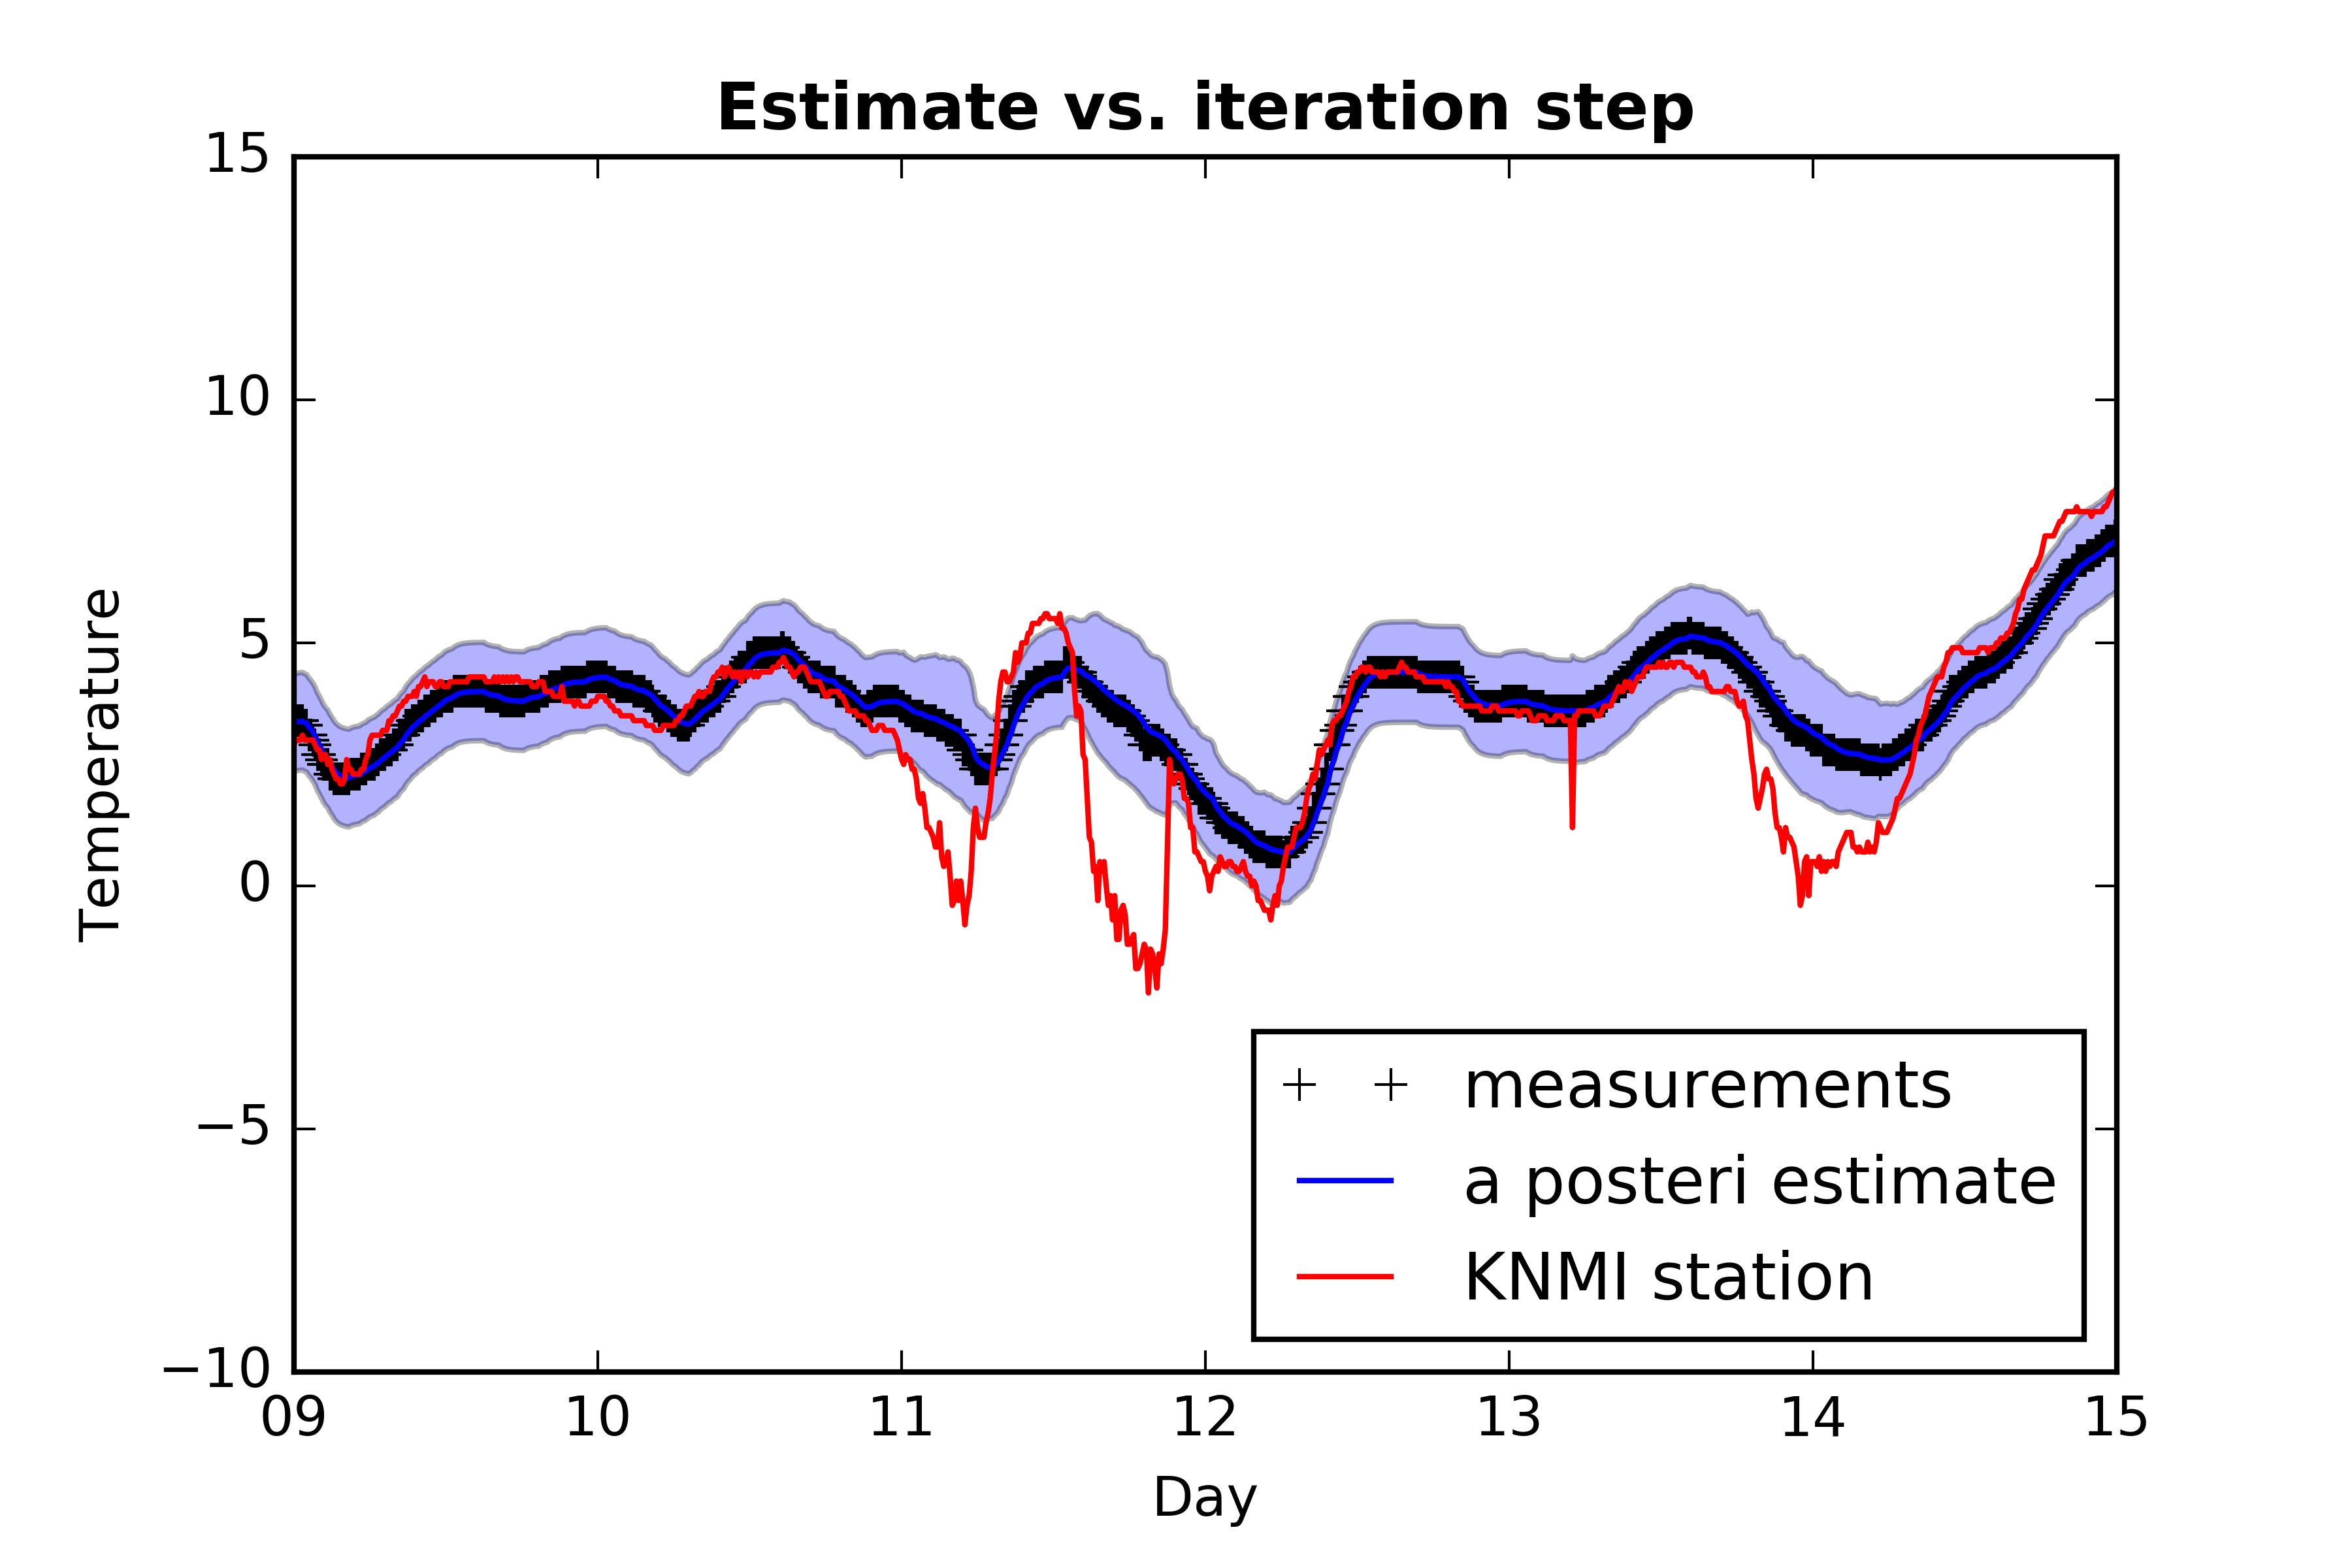 Estimate vs. iteration step
15
10
5
0
−5
−10
Temperature
measurements
a posteri estimate
KNMI station
09 10 11 12 13 14 15
Day